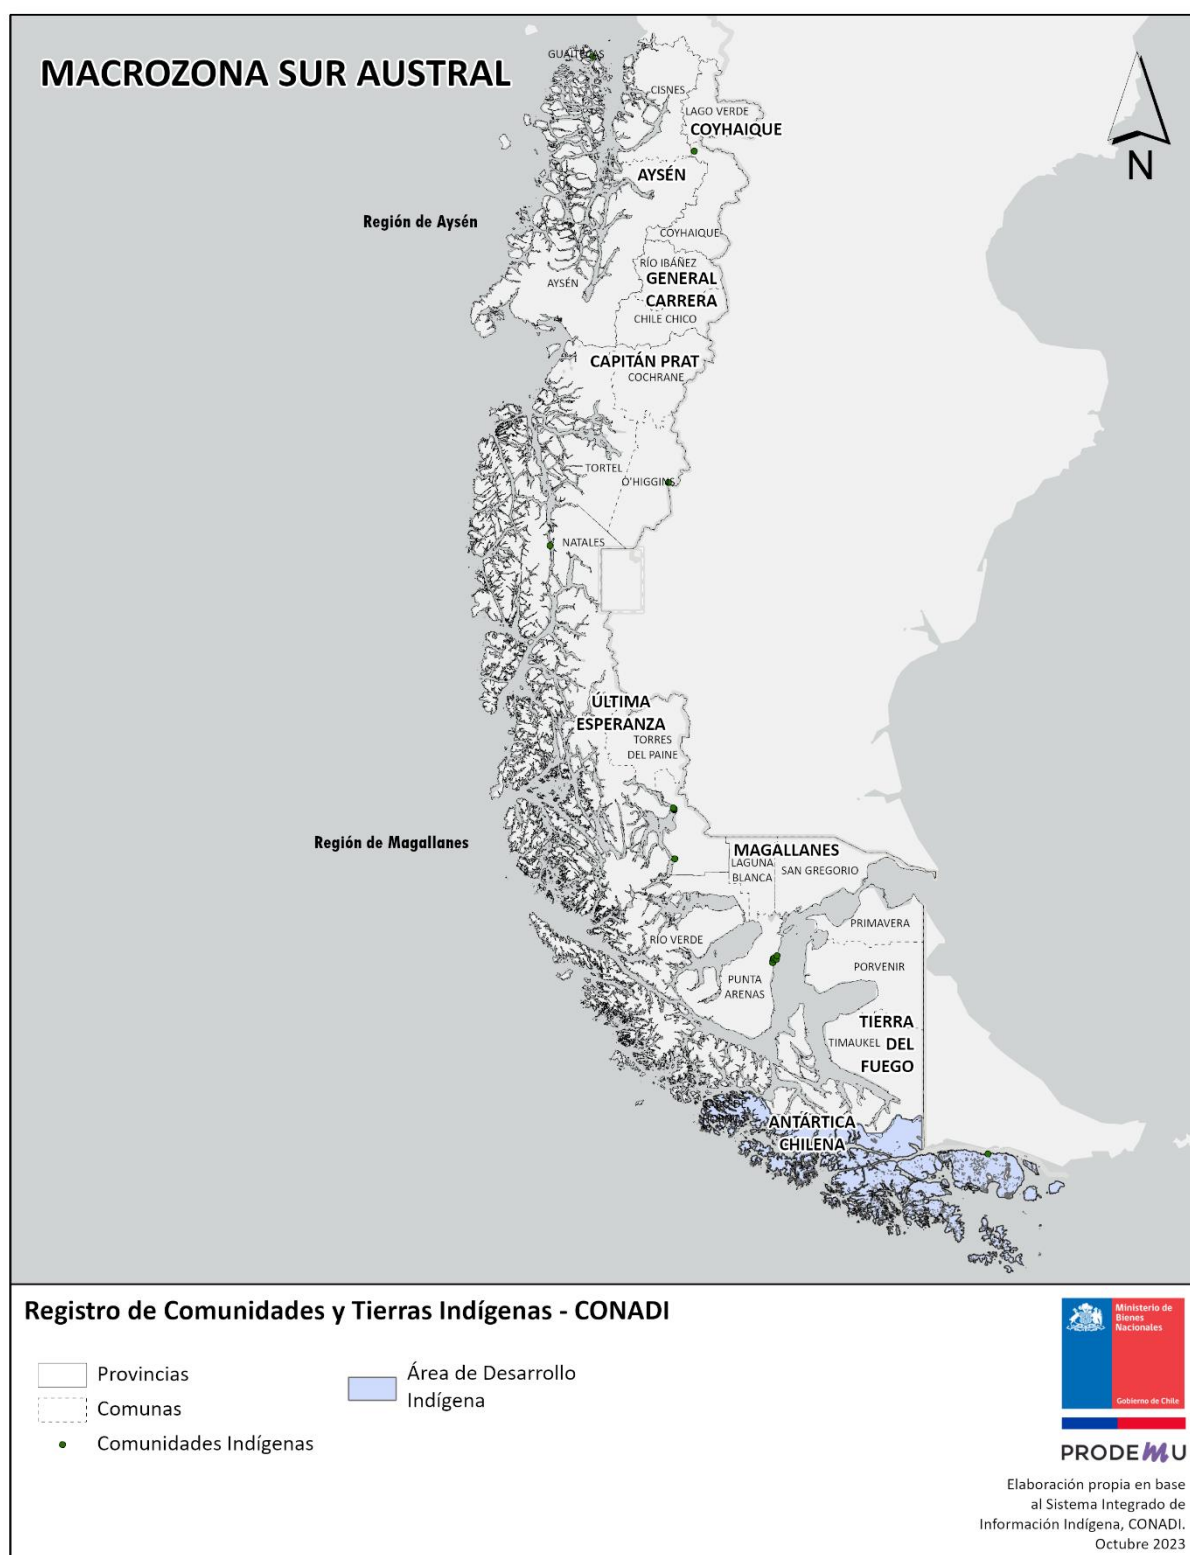 MACROZONA SUR AUSTRAL
GUAITECAS
CISNES
LAGO VERDE
COYHAIQUE
N
AYSÉN
Región de Aysén
COYHAIQUE
RÍO IBÁÑEZ
GENERAL
CARRERA
AYSÉN
CHILE CHICO
CAPITÁN PRAT
COCHRANE
TORTEL
O'HIGGINS
NATALES
ÚLTIMA
ESPERANZA
TORRES
DEL PAINE
Región de Magallanes
MAGALLANES
LAGUNA
BLANCA
SAN GREGORIO
PRIMAVERA
RÍO VERDE
PORVENIR
PUNTA
ARENAS
TIERRA
DEL
FUEGO
TIMAUKEL
ANTÁRTICA
CHILENA
Registro de Comunidades y Tierras Indígenas - CONADI
Provincias
Comunas
Comunidades Indígenas
Área de Desarrollo
Indígena
Ministerio de
Bienes
Nacionales
Gobierno de Chile
PRODEMU
Elaboración propia en base
al Sistema Integrado de
Información Indígena, CONADI.
Octubre 2023